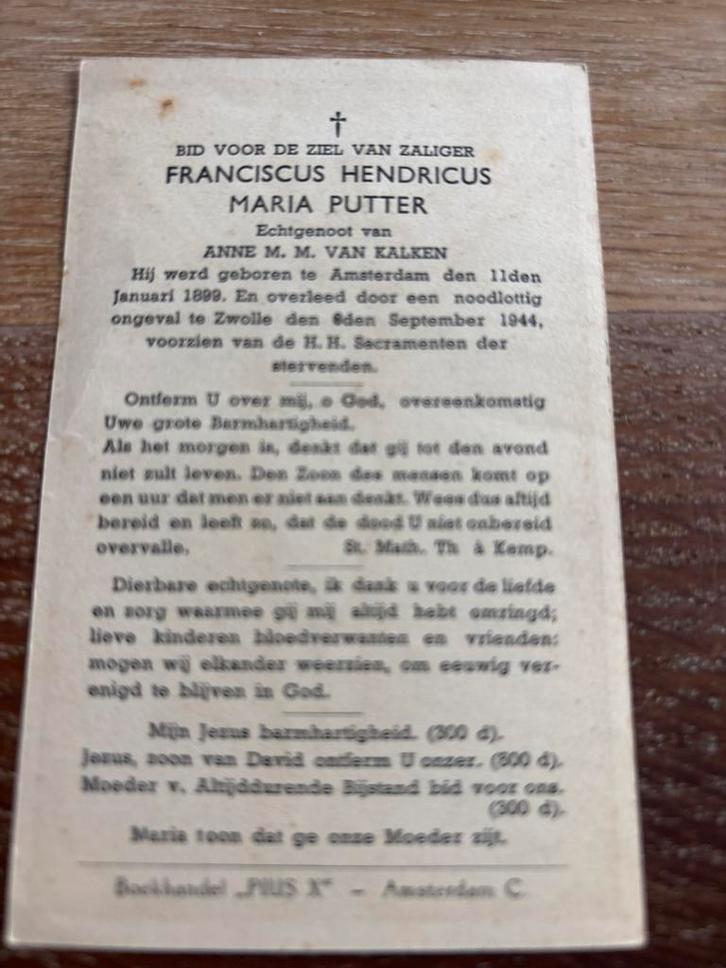 BID VOOR DE ZIEL VAN ZALIGER
FRANCISCUS HENDRICUS
MARIA PUTTER
Echtgenoot van
ANNE M. M. VAN KALKEN
Hij werd geboren te Amsterdam den 11den
Januari 1899. En overleed door een noodlottig
ongeval te Zwolle den September 1944,
voorzien van de H. H. Sacramenten der
stervenden.
Ontferm U over mij, o God, overeenkomstig
Uwe grote Barmhartigheid.
Als het morgen is, denkt dat gij tot den avond
niet zult leven. Den Zoon des mensen komt op
een uur dat men er niet aan denkt. Wees dus altijd
bereid en leeft zo, dat de dood U niet onbereid
overvalle. St. Math. Th à Kemp.
Dierbare echtgenote, ik dank u voor de liefde
en zorg waarmee gij mij altijd hebt omringd;
lieve kinderen bloedverwanten en vrienden:
mogen wij elkander weerzien, om eeuwig ver-
enigd te blijven in God.
Mijn Jezus barmhartigheid. (300 d).
Jezus, zoon van David ontferm U onzer. (300 d).
Moeder v. Altijddurende Bijstand bid voor ons.
(300 d).
Maria toon dat ge onze Moeder zijt.
Boekhandel „PIUS X" — Amsterdam C.